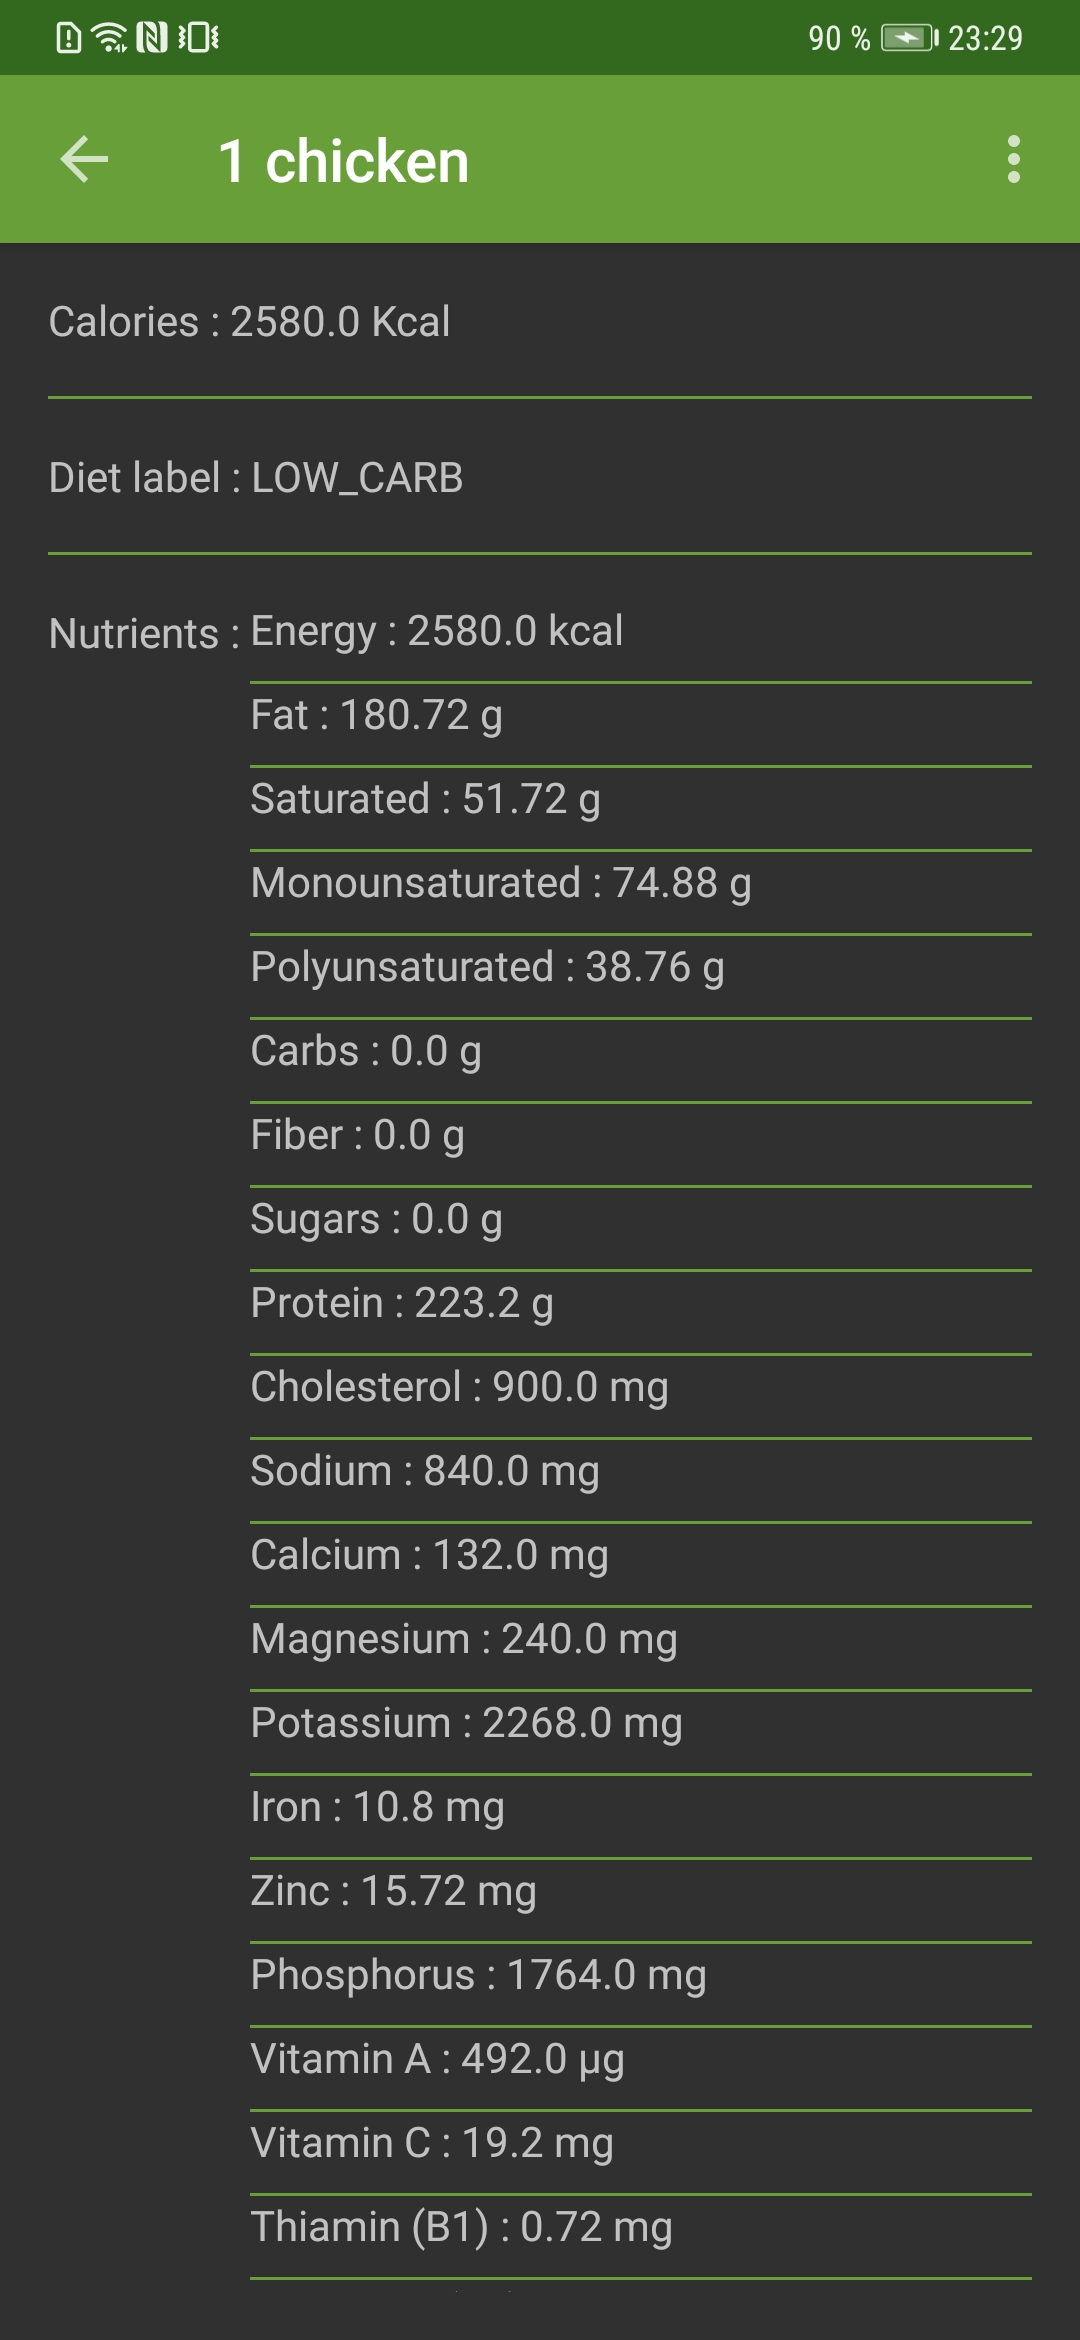 90 % 23:29
1 chicken
Calories : 2580.0 Kcal
Diet label : LOW_CARB
Nutrients : Energy : 2580.0 kcal
Fat : 180.72 g
Saturated : 51.72 g
Monounsaturated : 74.88 g
Polyunsaturated : 38.76 g
Carbs : 0.0 g
Fiber : 0.0 g
Sugars : 0.0 g
Protein : 223.2 g
Cholesterol : 900.0 mg
Sodium : 840.0 mg
Calcium : 132.0 mg
Magnesium : 240.0 mg
Potassium : 2268.0 mg
Iron : 10.8 mg
Zinc : 15.72 mg
Phosphorus : 1764.0 mg
Vitamin A : 492.0 µg
Vitamin C : 19.2 mg
Thiamin (B1) : 0.72 mg